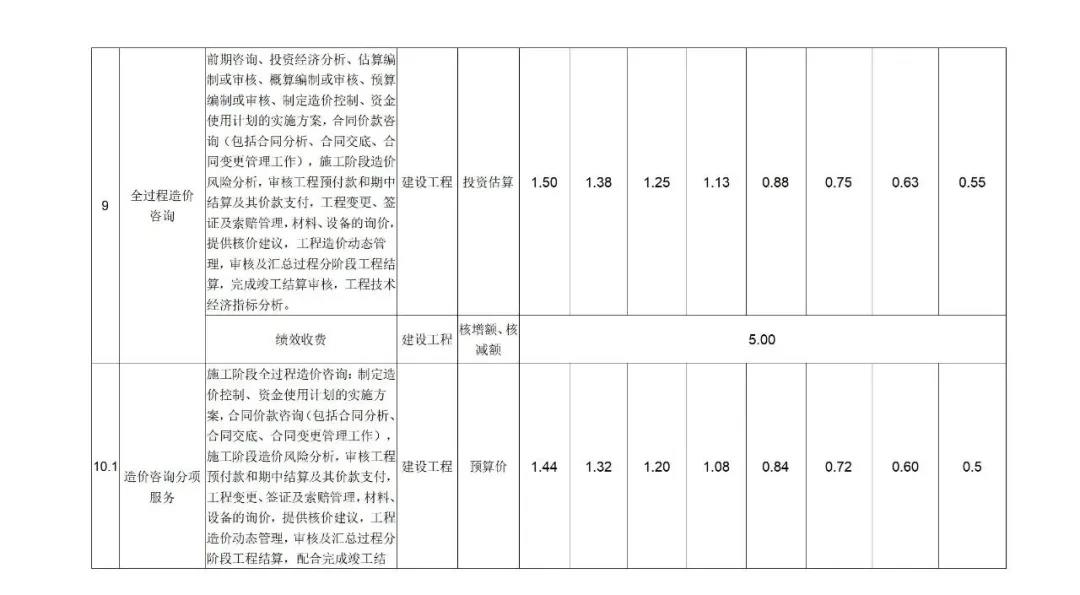 9
全过程造价
咨询
前期咨询、投资经济分析、估算编
制或审核、概算编制或审核、预算
编制或审核、制定造价控制、资金
使用计划的实施方案，合同价款咨
询（包括合同分析、合同交底、合
同变更管理工作），施工阶段造价
风险分析，审核工程预付款和期中
结算及其价款支付，工程变更、签
证及索赔管理，材料、设备的询价，
提供核价建议，工程造价动态管
理，审核及汇总过程分阶段工程结
算，完成竣工结算审核，工程技术
经济指标分析。
建设工程
投资估算
1.50
1.38
1.25
1.13
0.88
0.75
0.63
0.55
绩效收费
建设工程
核增额、核
减额
5.00
10.1
造价咨询分项
服务
施工阶段全过程造价咨询：制定造
价控制、资金使用计划的实施方
案，合同价款咨询（包括合同分析、
合同交底、合同变更管理工作），
施工阶段造价风险分析，审核工程
预付款和期中结算及其价款支付，
工程变更、签证及索赔管理，材料、
设备的询价，提供核价建议，工程
造价动态管理，审核及汇总过程分
阶段工程结算，配合完成竣工结
建设工程
预算价
1.44
1.32
1.20
1.08
0.84
0.72
0.60
0.5